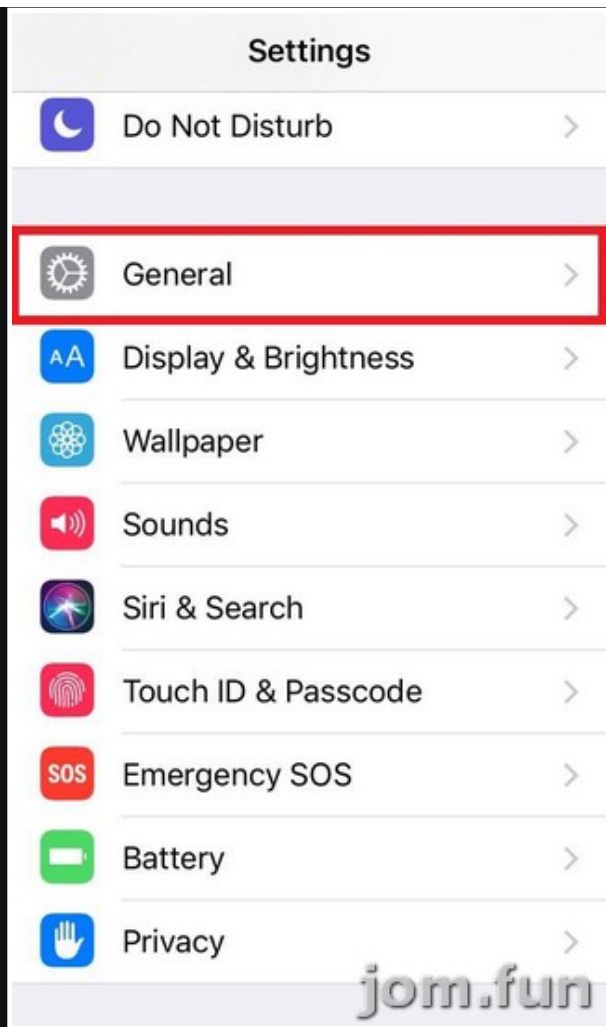 Settings
Do Not Disturb
General
AA Display & Brightness
Wallpaper
Sounds
Siri & Search
Touch ID & Passcode
SOS Emergency SOS
Battery
Privacy
jom.fun